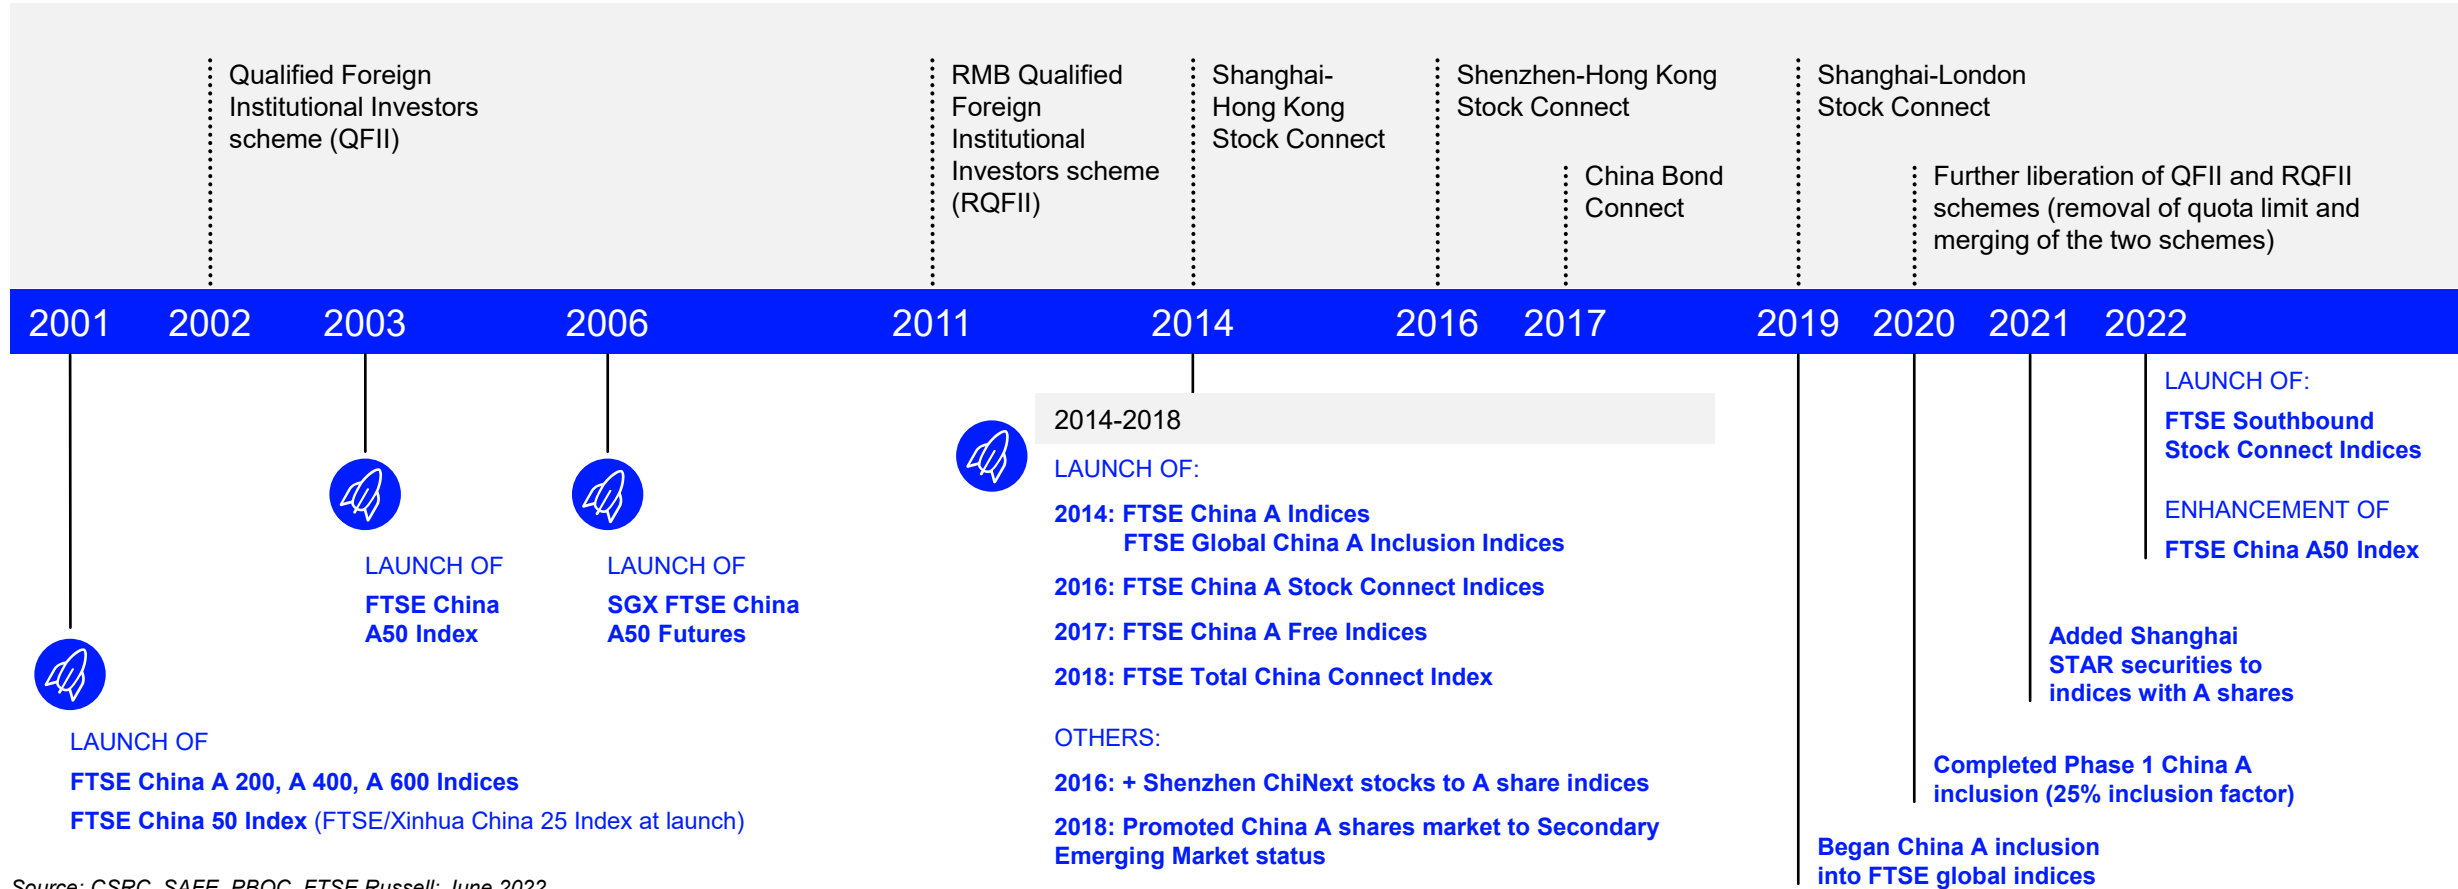 Qualified Foreign
Institutional Investors
scheme (QFII)
RMB Qualified
Foreign
Institutional
Investors scheme
(RQFII)
Shanghai-
Hong Kong
Stock Connect
Shenzhen-Hong Kong
Stock Connect
China Bond
Connect
Shanghai-London
Stock Connect
Further liberation of QFII and RQFII
schemes (removal of quota limit and
merging of the two schemes)
2001 2002 2003 2006 2011 2014 2016 2017 2019 2020 2021 2022
LAUNCH OF
FTSE China A 200, A 400, A 600 Indices
FTSE China 50 Index (FTSE/Xinhua China 25 Index at launch)
LAUNCH OF
FTSE China
A50 Index
LAUNCH OF
SGX FTSE China
A50 Futures
2014-2018
LAUNCH OF:
2014: FTSE China A Indices
FTSE Global China A Inclusion Indices
2016: FTSE China A Stock Connect Indices
2017: FTSE China A Free Indices
2018: FTSE Total China Connect Index
OTHERS:
2016: + Shenzhen ChiNext stocks to A share indices
2018: Promoted China A shares market to Secondary
Emerging Market status
Began China A inclusion
into FTSE global indices
Completed Phase 1 China A
inclusion (25% inclusion factor)
Added Shanghai
STAR securities to
indices with A shares
LAUNCH OF:
FTSE Southbound
Stock Connect Indices
ENHANCEMENT OF
FTSE China A50 Index
Source: CSRC, SAFE, PBOC, FTSE Russell; June 2022